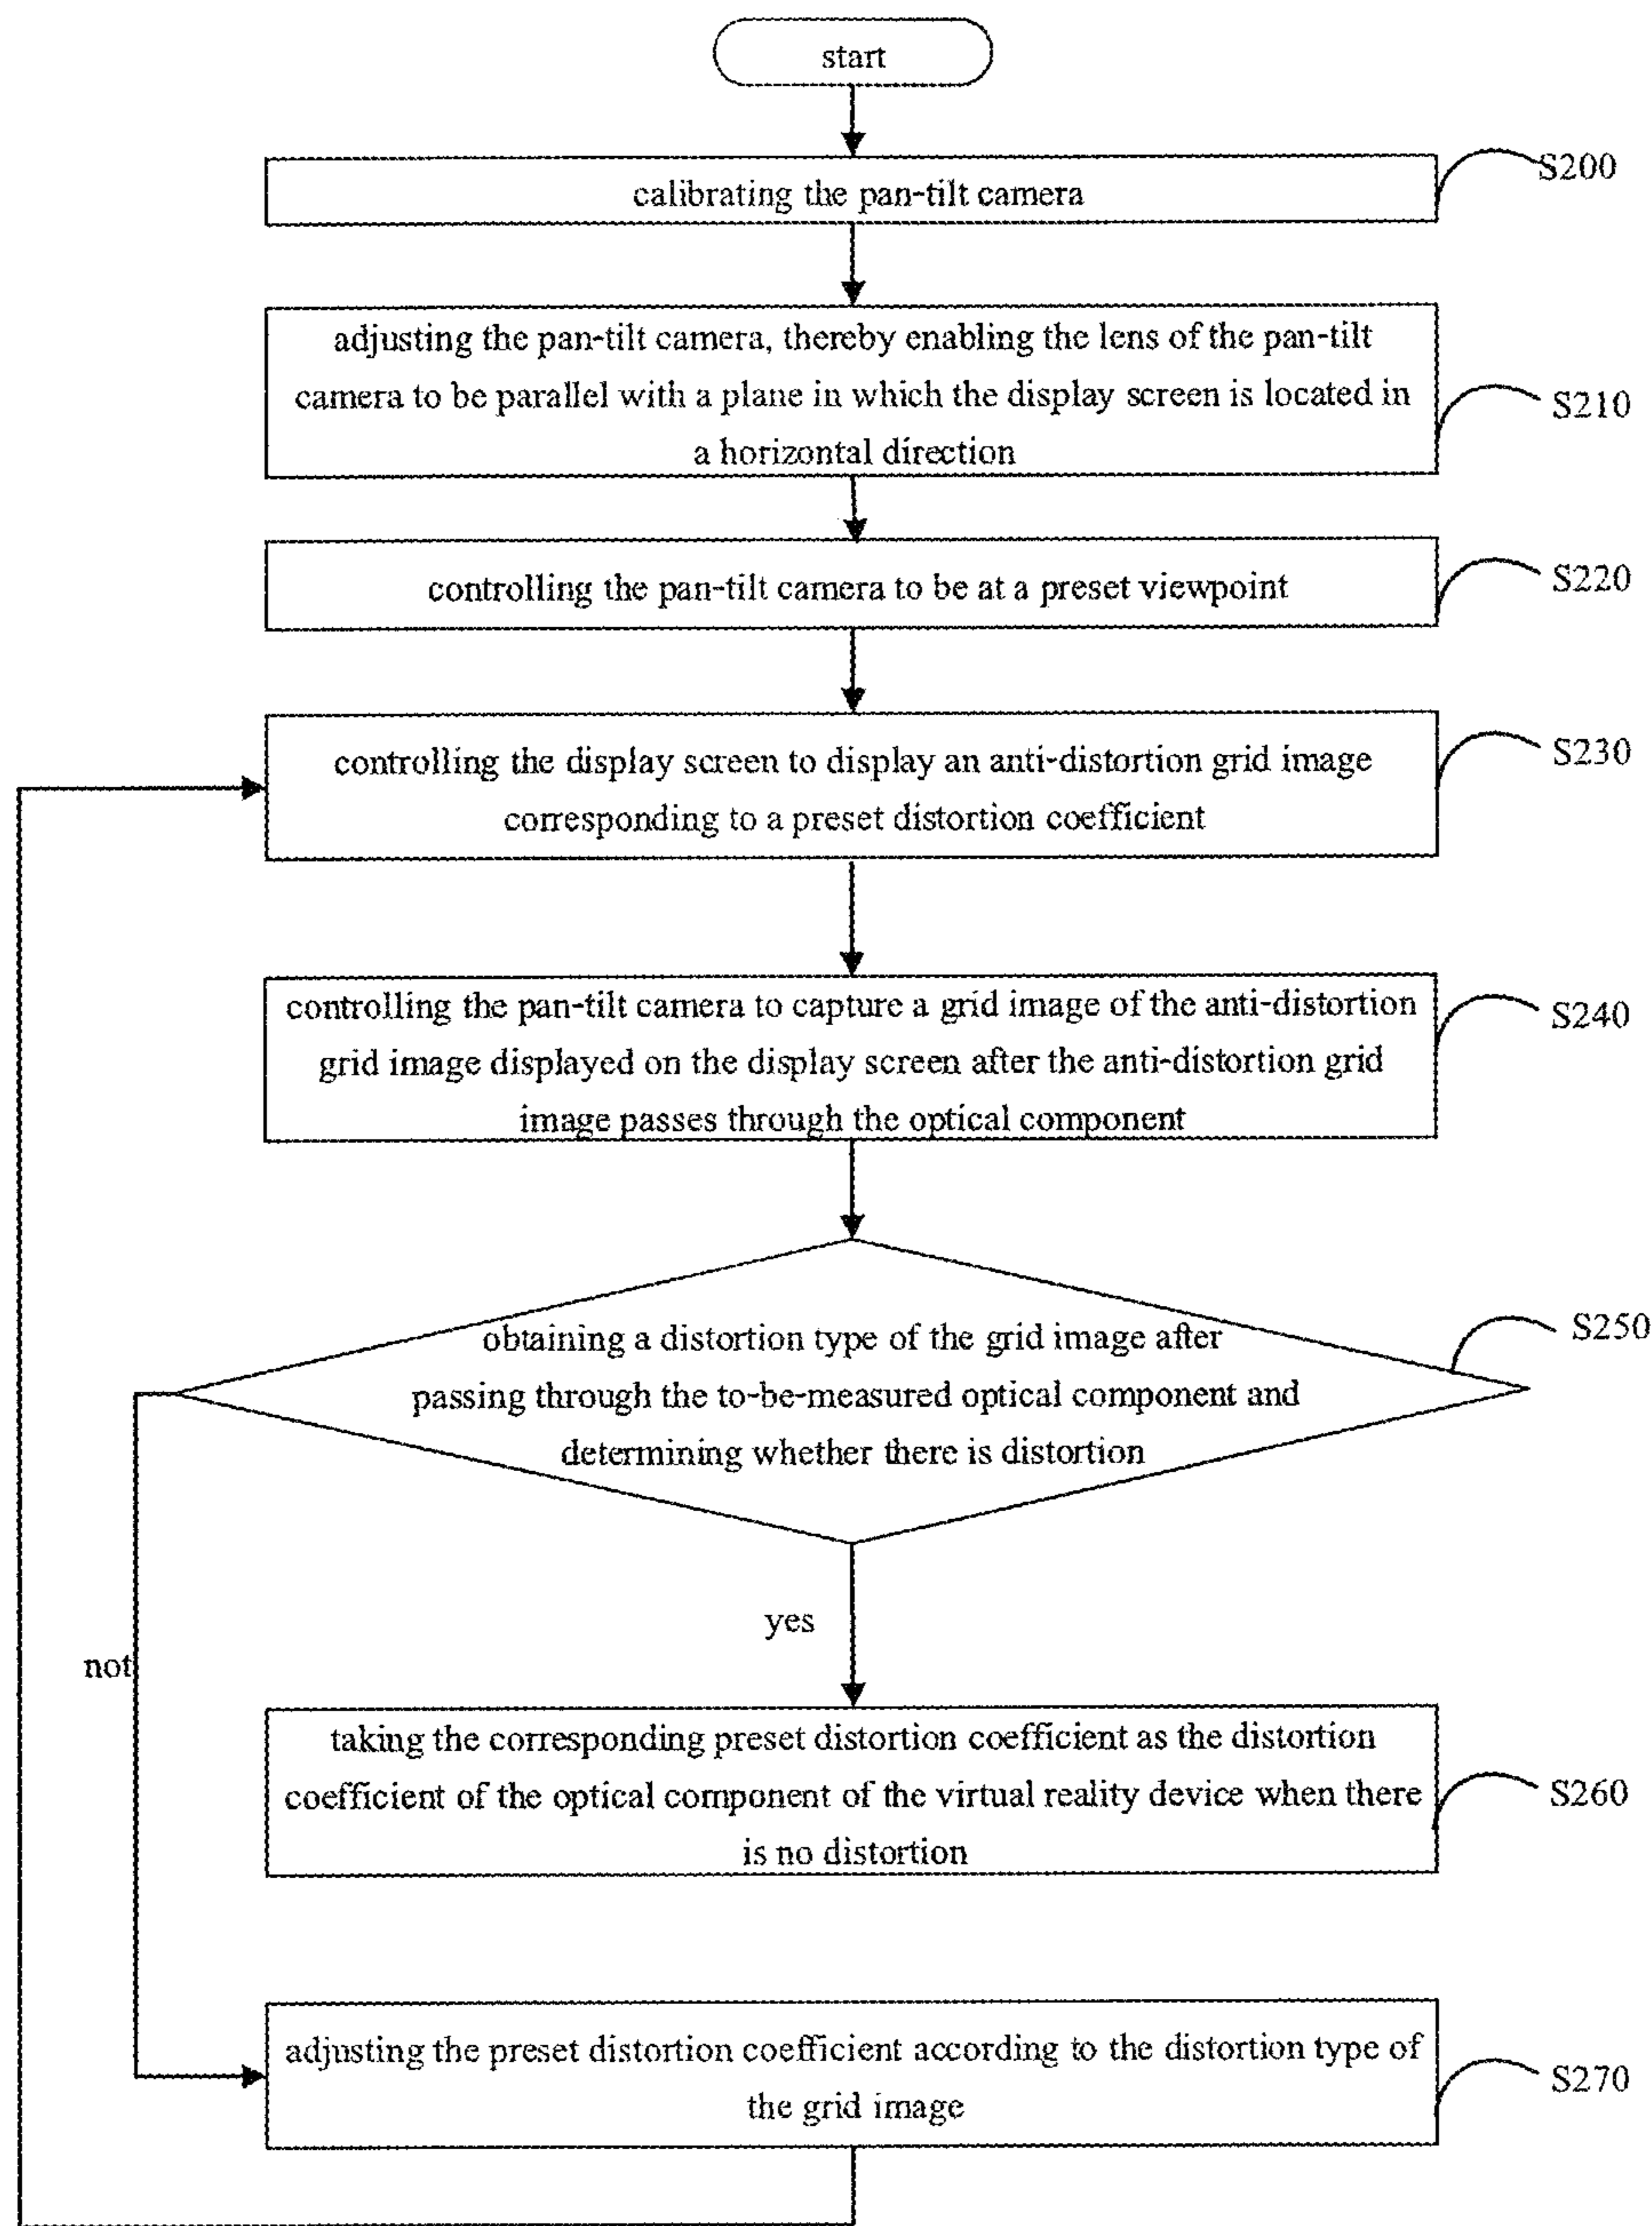 start
calibrating the pan-tilt camera
S200
adjusting the pan-tilt camera, thereby enabling the lens of the pan-tilt
camera to be parallel with a plane in which the display screen is located in
a horizontal direction
S210
controlling the pan-tilt camera to be at a preset viewpoint
S220
controlling the display screen to display an anti-distortion grid image
corresponding to a preset distortion coefficient
S230
controlling the pan-tilt camera to capture a grid image of the anti-distortion
grid image displayed on the display screen after the anti-distortion grid
image passes through the optical component
S240
obtaining a distortion type of the grid image after
passing through the to-be-measured optical component and
determining whether there is distortion
S250
yes
not
taking the corresponding preset distortion coefficient as the distortion
coefficient of the optical component of the virtual reality device when there
is no distortion
S260
adjusting the preset distortion coefficient according to the distortion type of
the grid image
S270